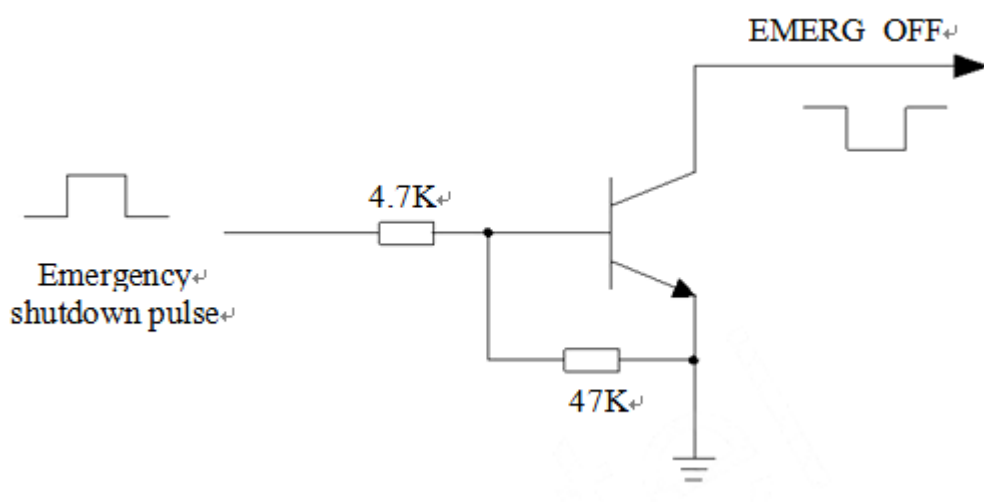 EMERG OFF↵
4.7K↵
Emergency↵
shutdown pulse↵
47K↵